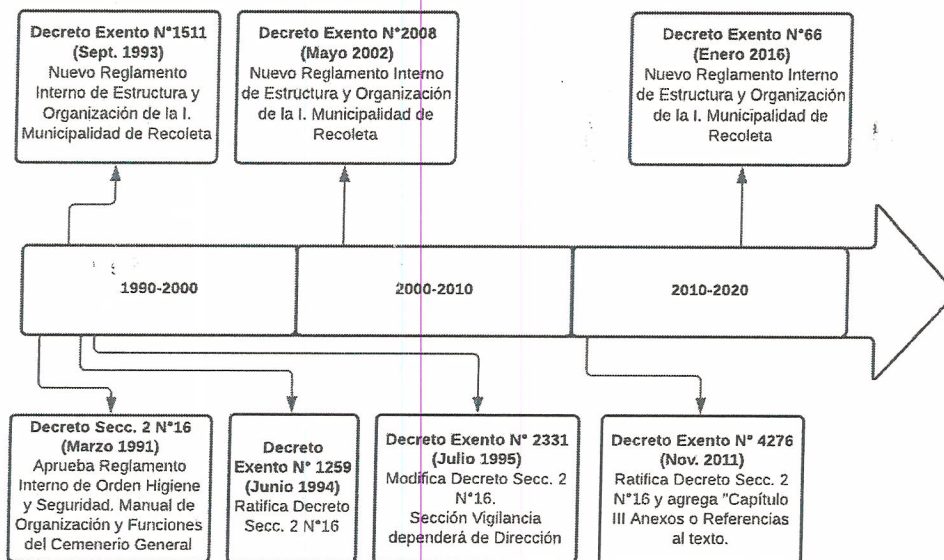 Decreto Exento N°1511
(Sept. 1993)
Nuevo Reglamento
Interno de Estructura y
Organización de la I.
Municipalidad de Recoleta
Decreto Exento N°2008
(Mayo 2002)
Nuevo Reglamento Interno
de Estructura y Organización
de la I. Municipalidad de
Recoleta
Decreto Exento N°66
(Enero 2016)
Nuevo Reglamento Interno
de Estructura y Organización
de la I. Municipalidad de
Recoleta
1990-2000
2000-2010
2010-2020
Decreto Secc. 2 N°16
(Marzo 1991)
Aprueba Reglamento
Interno de Orden Higiene
y Seguridad, Manual de
Organización y Funciones
del Cemenerio General
Decreto
Exento N° 1259
(Junio 1994)
Ratifica Decreto
Secc. 2 N°16
Decreto Exento N° 2331
(Julio 1995)
Modifica Decreto Secc. 2
N°16.
Sección Vigilancia
dependerá de Dirección
Decreto Exento N° 4276
(Nov. 2011)
Ratifica Decreto Secc. 2
N°16 y agrega "Capítulo
III Anexos o Referencias
al texto.